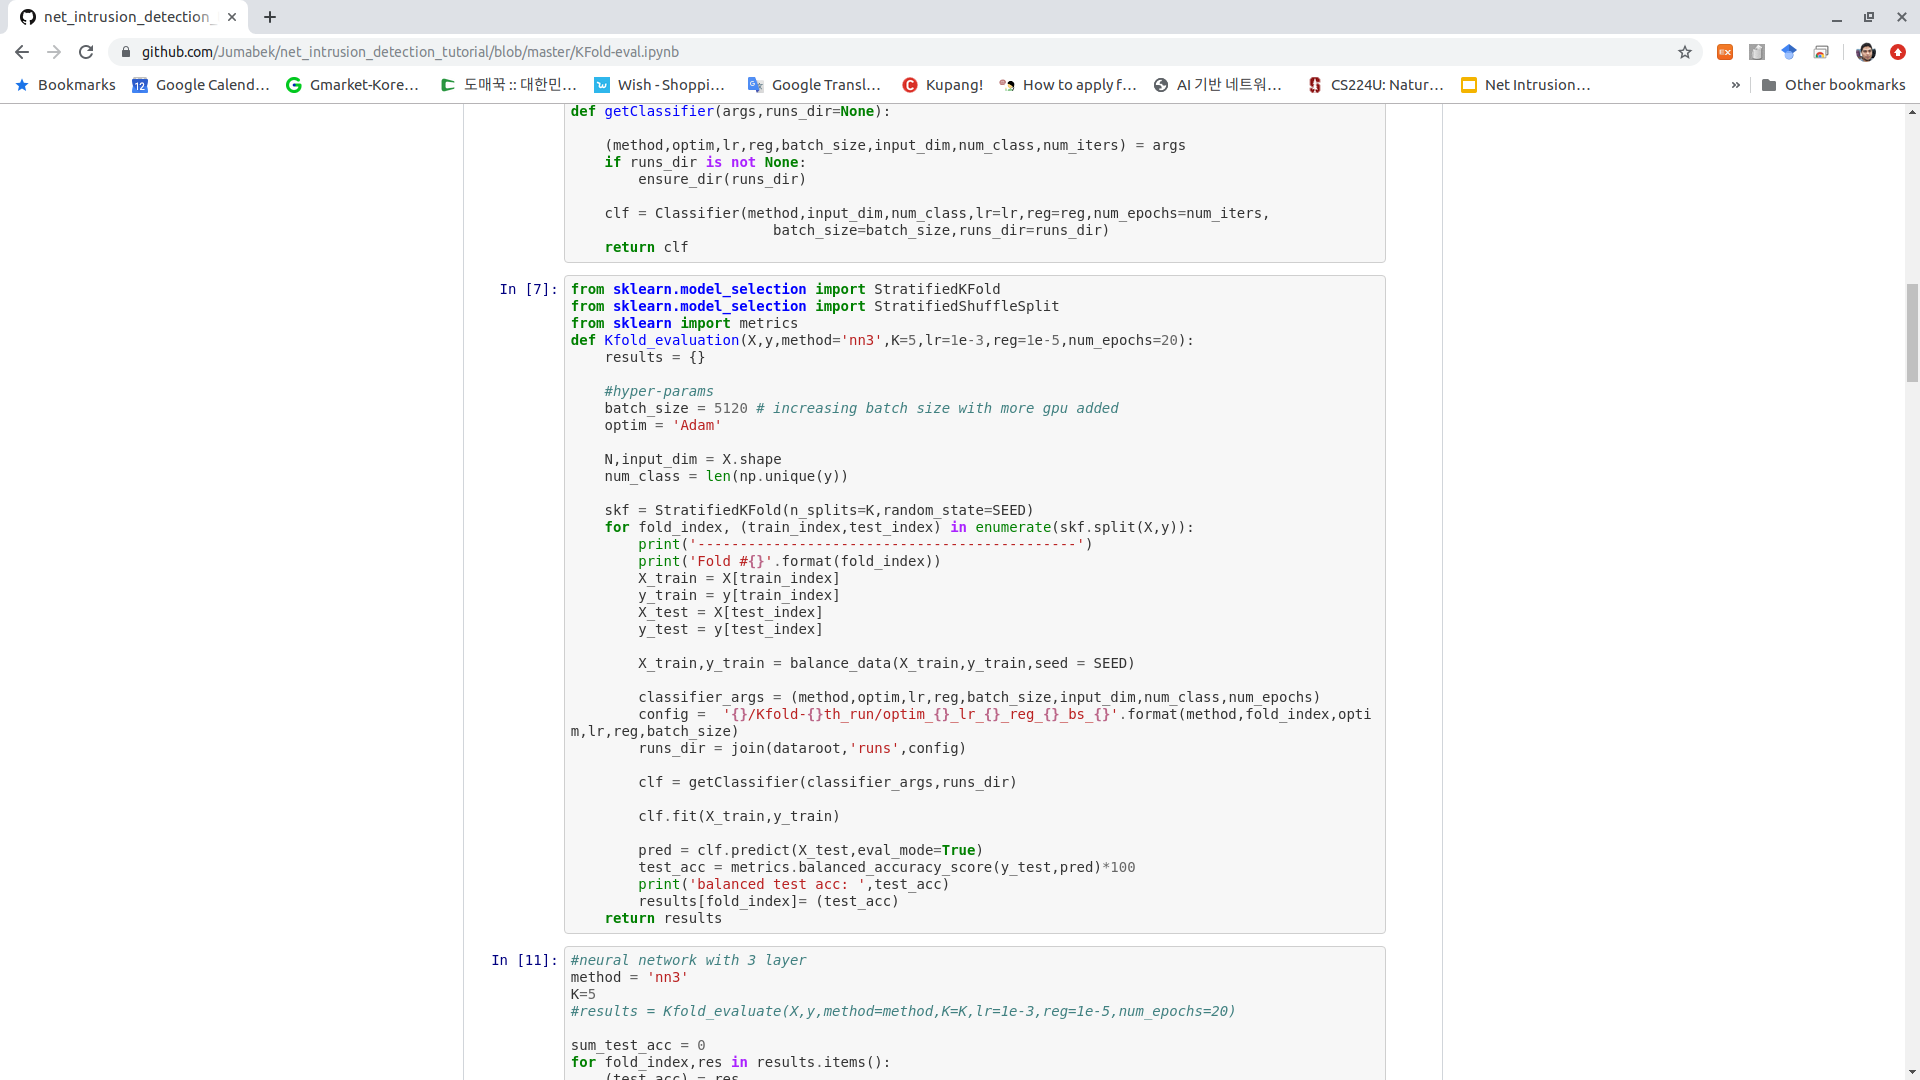 net_intrusion_detection_
github.com/Jumabek/net_intrusion_detection_tutorial/blob/master/KFold-eval.ipynb
Bookmarks Google Calend… Gmarket-Kore… 도매꾹 :: 대한민… Wish - Shoppi… Google Transl… Kupang! How to apply f… AI 기반 네트워… CS224U: Natur… Net Intrusion… » Other bookmarks
def getClassifier(args,runs_dir=None):
    (method,optim,lr,reg,batch_size,input_dim,num_class,num_iters) = args
    if runs_dir is not None:
        ensure_dir(runs_dir)
    clf = Classifier(method,input_dim,num_class,lr=lr,reg=reg,num_epochs=num_iters,
                        batch_size=batch_size,runs_dir=runs_dir)
    return clf
In [7]:
from sklearn.model_selection import StratifiedKFold
from sklearn.model_selection import StratifiedShuffleSplit
from sklearn import metrics
def Kfold_evaluation(X,y,method='nn3',K=5,lr=1e-3,reg=1e-5,num_epochs=20):
    results = {}
    #hyper-params
    batch_size = 5120 # increasing batch size with more gpu added
    optim = 'Adam'
    N,input_dim = X.shape
    num_class = len(np.unique(y))
    skf = StratifiedKFold(n_splits=K,random_state=SEED)
    for fold_index, (train_index,test_index) in enumerate(skf.split(X,y)):
        print('---------------------------------------------')
        print('Fold #{}'.format(fold_index))
        X_train = X[train_index]
        y_train = y[train_index]
        X_test = X[test_index]
        y_test = y[test_index]
        X_train,y_train = balance_data(X_train,y_train,seed = SEED)
        classifier_args = (method,optim,lr,reg,batch_size,input_dim,num_class,num_epochs)
        config =  '{}/Kfold-{}th_run/optim_{}_lr_{}_reg_{}_bs_{}'.format(method,fold_index,opti
m,lr,reg,batch_size)
        runs_dir = join(dataroot,'runs',config)
        clf = getClassifier(classifier_args,runs_dir)
        clf.fit(X_train,y_train)
        pred = clf.predict(X_test,eval_mode=True)
        test_acc = metrics.balanced_accuracy_score(y_test,pred)*100
        print('balanced test acc: ',test_acc)
        results[fold_index]= (test_acc)
    return results
In [11]:
#neural network with 3 layer
method = 'nn3'
K=5
#results = Kfold_evaluate(X,y,method=method,K=K,lr=1e-3,reg=1e-5,num_epochs=20)
sum_test_acc = 0
for fold_index,res in results.items():
    (test_acc) = res